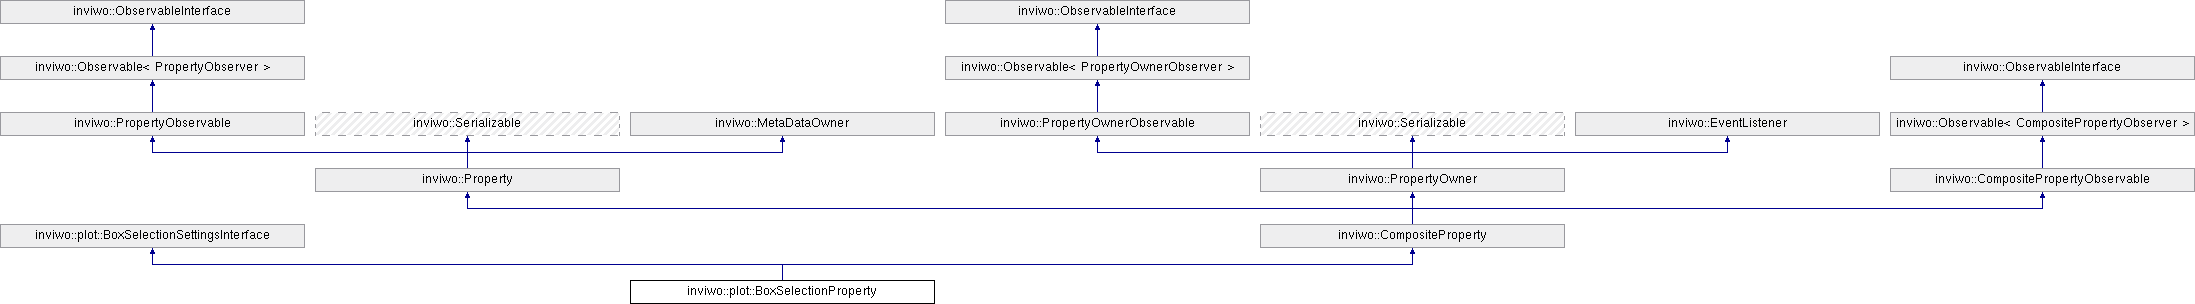 inviwo::ObservableInterface
inviwo::ObservableInterface
inviwo::Observable< PropertyObserver >
inviwo::Observable< PropertyOwnerObserver >
inviwo::ObservableInterface
inviwo::PropertyObservable
inviwo::Serializable
inviwo::MetaDataOwner
inviwo::PropertyOwnerObservable
inviwo::Serializable
inviwo::EventListener
inviwo::Observable< CompositePropertyObserver >
inviwo::Property
inviwo::PropertyOwner
inviwo::CompositePropertyObservable
inviwo::plot::BoxSelectionSettingsInterface
inviwo::CompositeProperty
inviwo::plot::BoxSelectionProperty